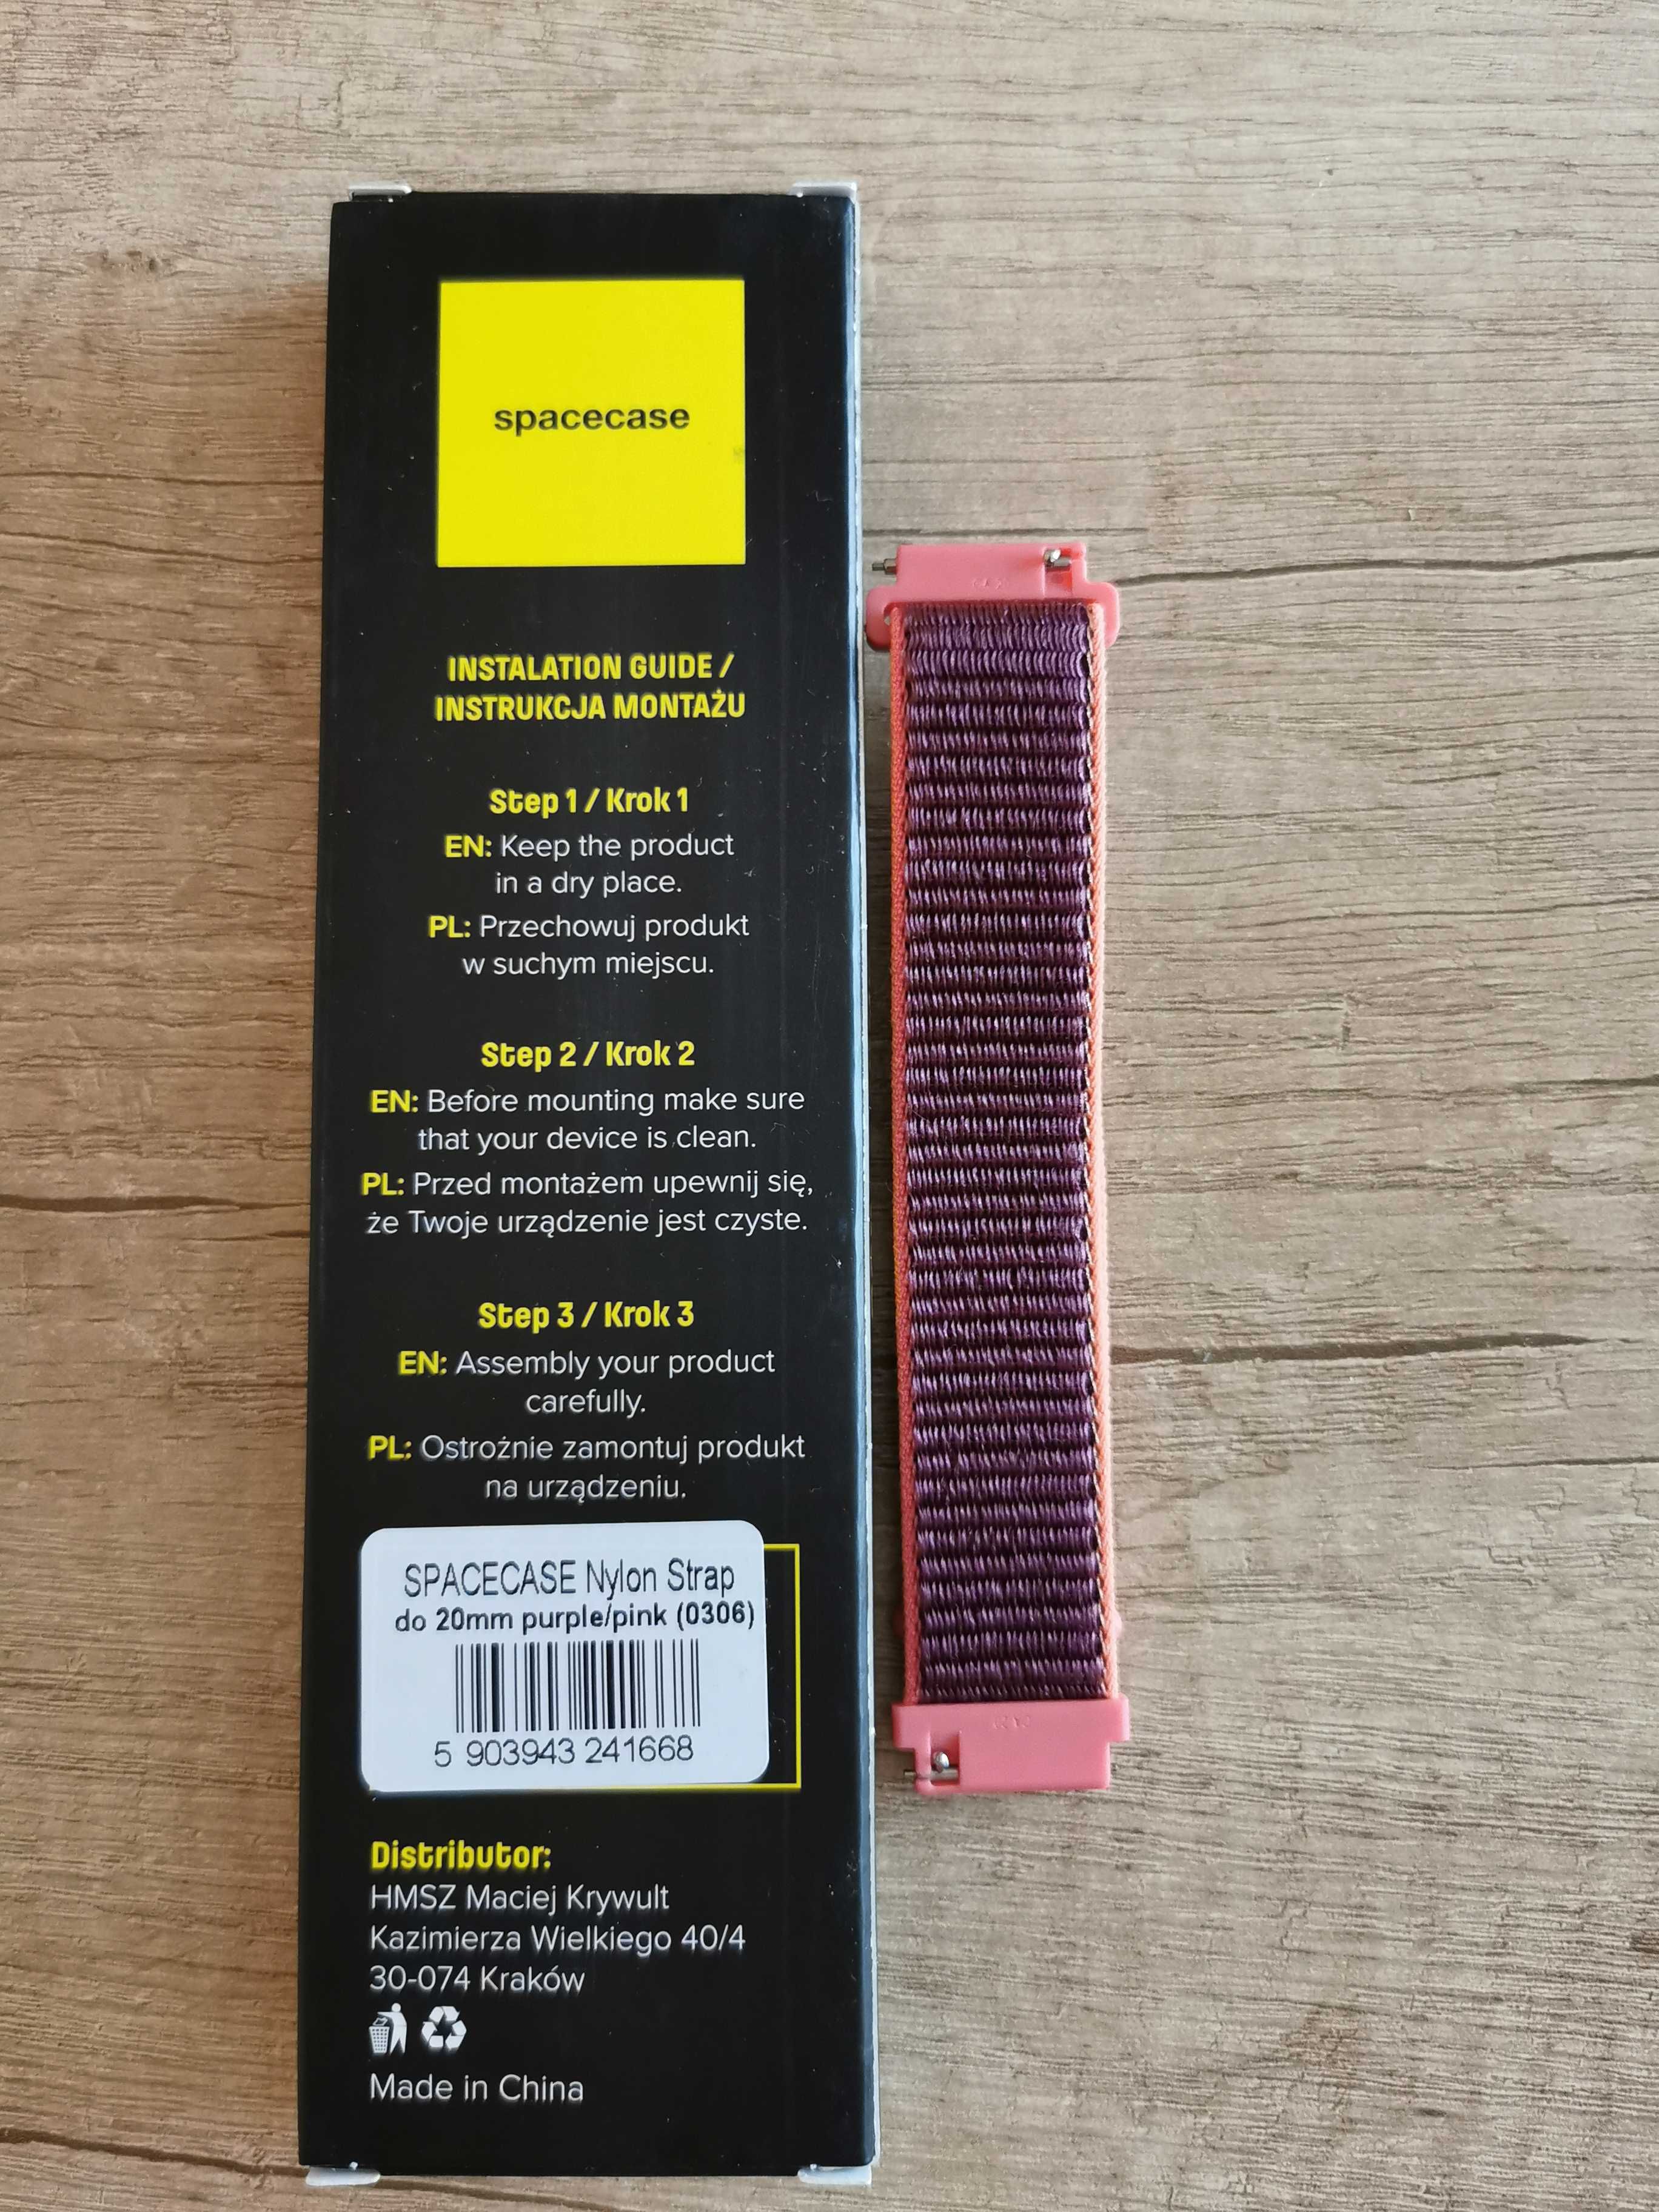 spacecase
INSTALATION GUIDE /
INSTRUKCJA MONTAŻU
Step 1 / Krok 1
EN: Keep the product
in a dry place.
PL: Przechowuj produkt
w suchym miejscu.
Step 2 / Krok 2
EN: Before mounting make sure
that your device is clean.
PL: Przed montażem upewnij się,
że Twoje urządzenie jest czyste.
Step 3 / Krok 3
EN: Assembly your product
carefully.
PL: Ostrożnie zamontuj produkt
na urządzeniu.
SPACECASE Nylon Strap
do 20mm purple/pink (0306)
5 903943 241668
Distributor:
HMSZ Maciej Krywult
Kazimierza Wielkiego 40/4
30-074 Kraków
Made in China